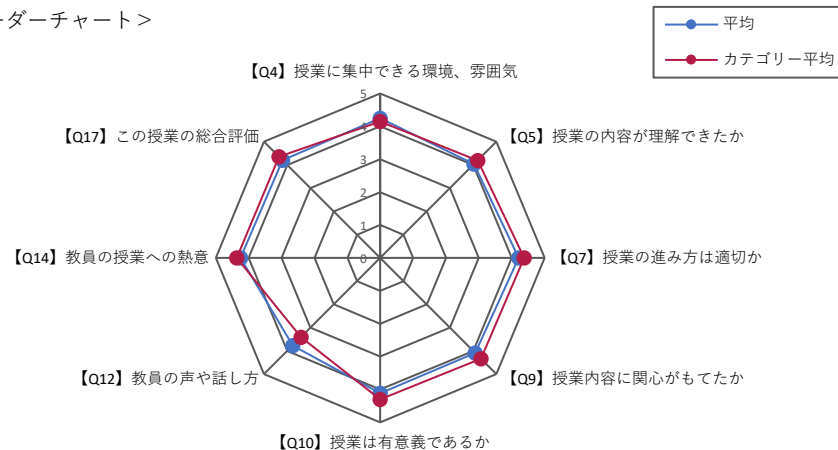 ーダーチャート＞
平均
カテゴリー平均
【Q4】授業に集中できる環境、雰囲気
【Q17】この授業の総合評価
【Q5】授業の内容が理解できたか
【Q14】教員の授業への熱意
【Q7】授業の進み方は適切か
【Q12】教員の声や話し方
【Q9】授業内容に関心がもてたか
【Q10】授業は有意義であるか
5
4
3
2
1
0